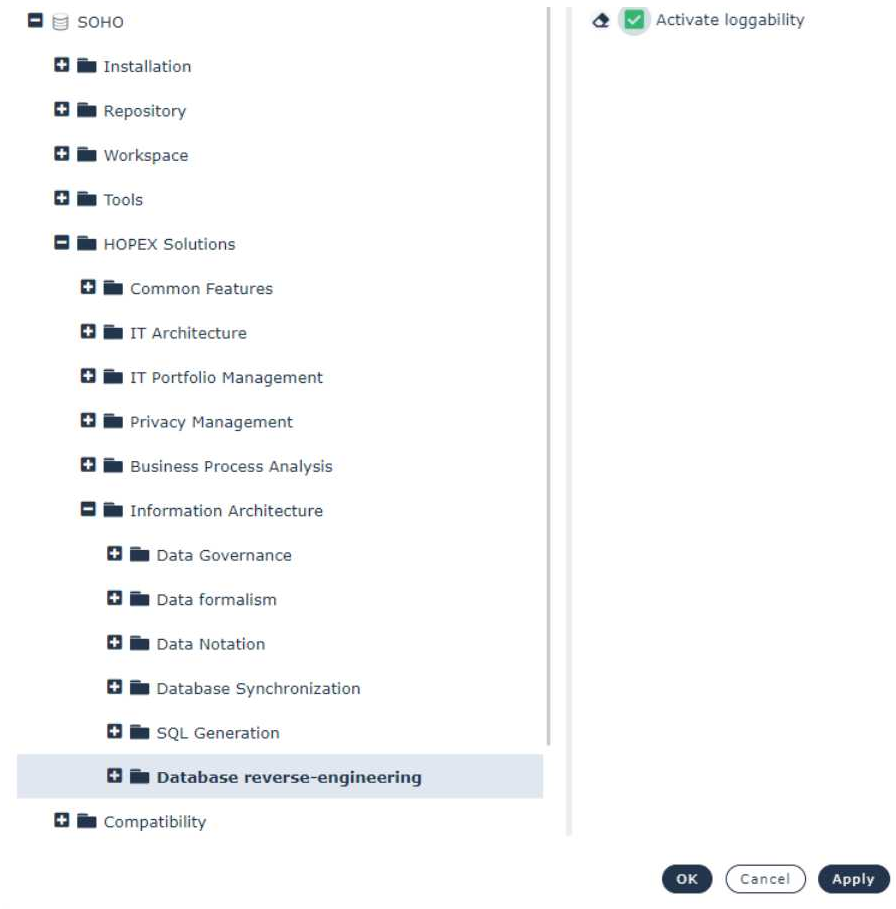 SOHO
Activate loggability
Installation
Repository
Workspace
Tools
HOPEX Solutions
Common Features
IT Architecture
IT Portfolio Management
Privacy Management
Business Process Analysis
Information Architecture
Data Governance
Data formalism
Data Notation
Database Synchronization
SQL Generation
Database reverse-engineering
Compatibility
OK Cancel Apply